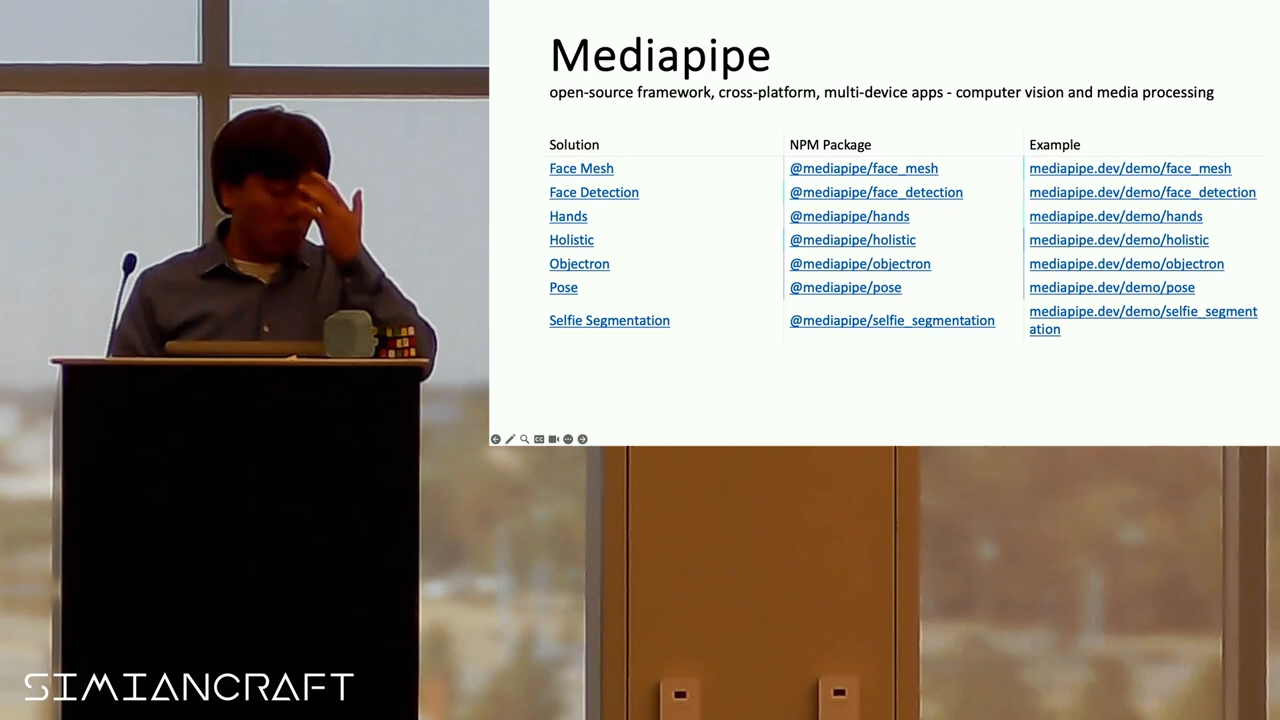 Mediapipe
open-source framework, cross-platform, multi-device apps - computer vision and media processing
Solution NPM Package Example
Face Mesh @mediapipe/face_mesh mediapipe.dev/demo/face_mesh
Face Detection @mediapipe/face_detection mediapipe.dev/demo/face_detection
Hands @mediapipe/hands mediapipe.dev/demo/hands
Holistic @mediapipe/holistic mediapipe.dev/demo/holistic
Objectron @mediapipe/objectron mediapipe.dev/demo/objectron
Pose @mediapipe/pose mediapipe.dev/demo/pose
Selfie Segmentation @mediapipe/selfie_segmentation mediapipe.dev/demo/selfie_segment
ation
SIMIANCRAFT